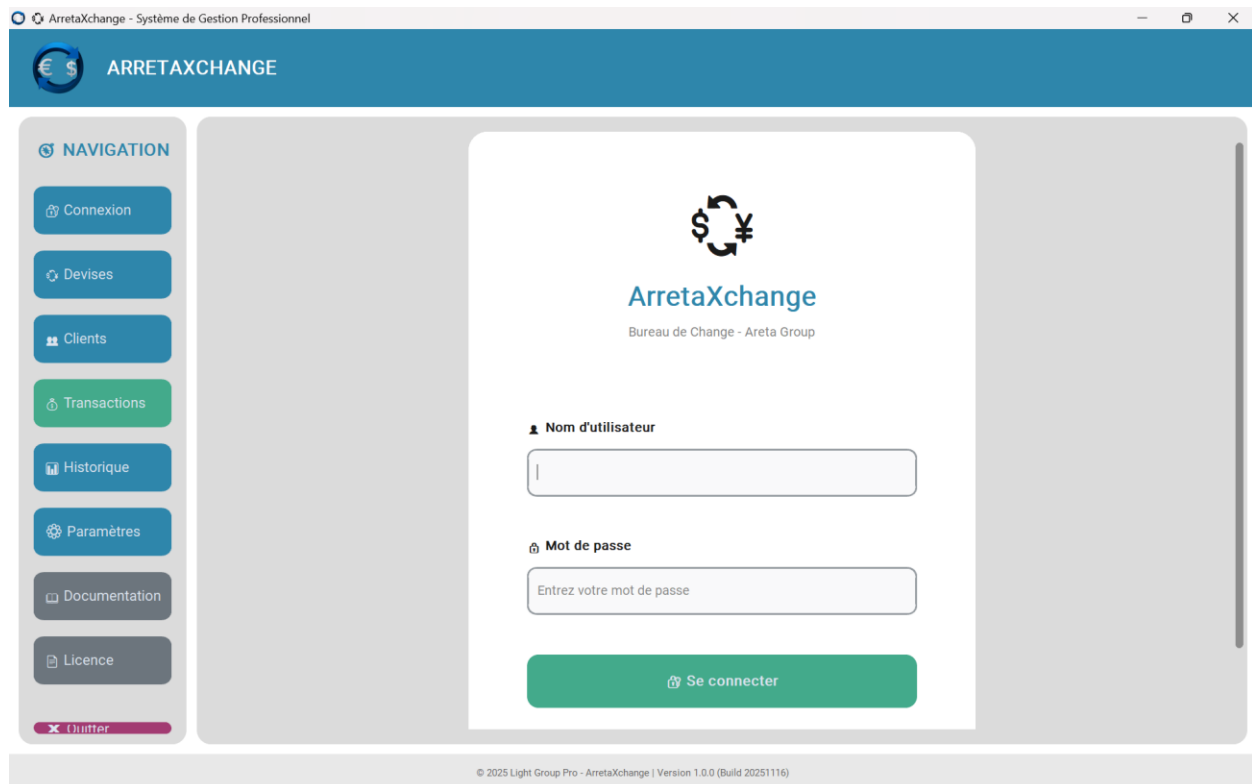 ArretaXchange - Système de Gestion Professionnel
€ $
ARRETAXCHANGE
NAVIGATION
Connexion
Devises
Clients
Transactions
Historique
Paramètres
Documentation
Licence
Quitter
$ ¥
ArretaXchange
Bureau de Change - Areta Group
Nom d'utilisateur
Mot de passe
Entrez votre mot de passe
Se connecter
© 2025 Light Group Pro - ArretaXchange | Version 1.0.0 (Build 20251116)